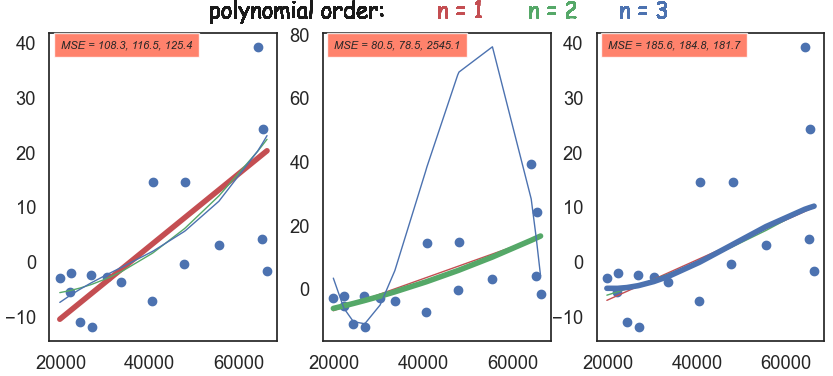 polynomial order: n = 1 n = 2 n = 3
MSE = 108.3, 116.5, 125.4
40
30
20
10
0
−10
20000 40000 60000
MSE = 80.5, 78.5, 2545.1
80
60
40
20
0
20000 40000 60000
MSE = 185.6, 184.8, 181.7
40
30
20
10
0
−10
20000 40000 60000